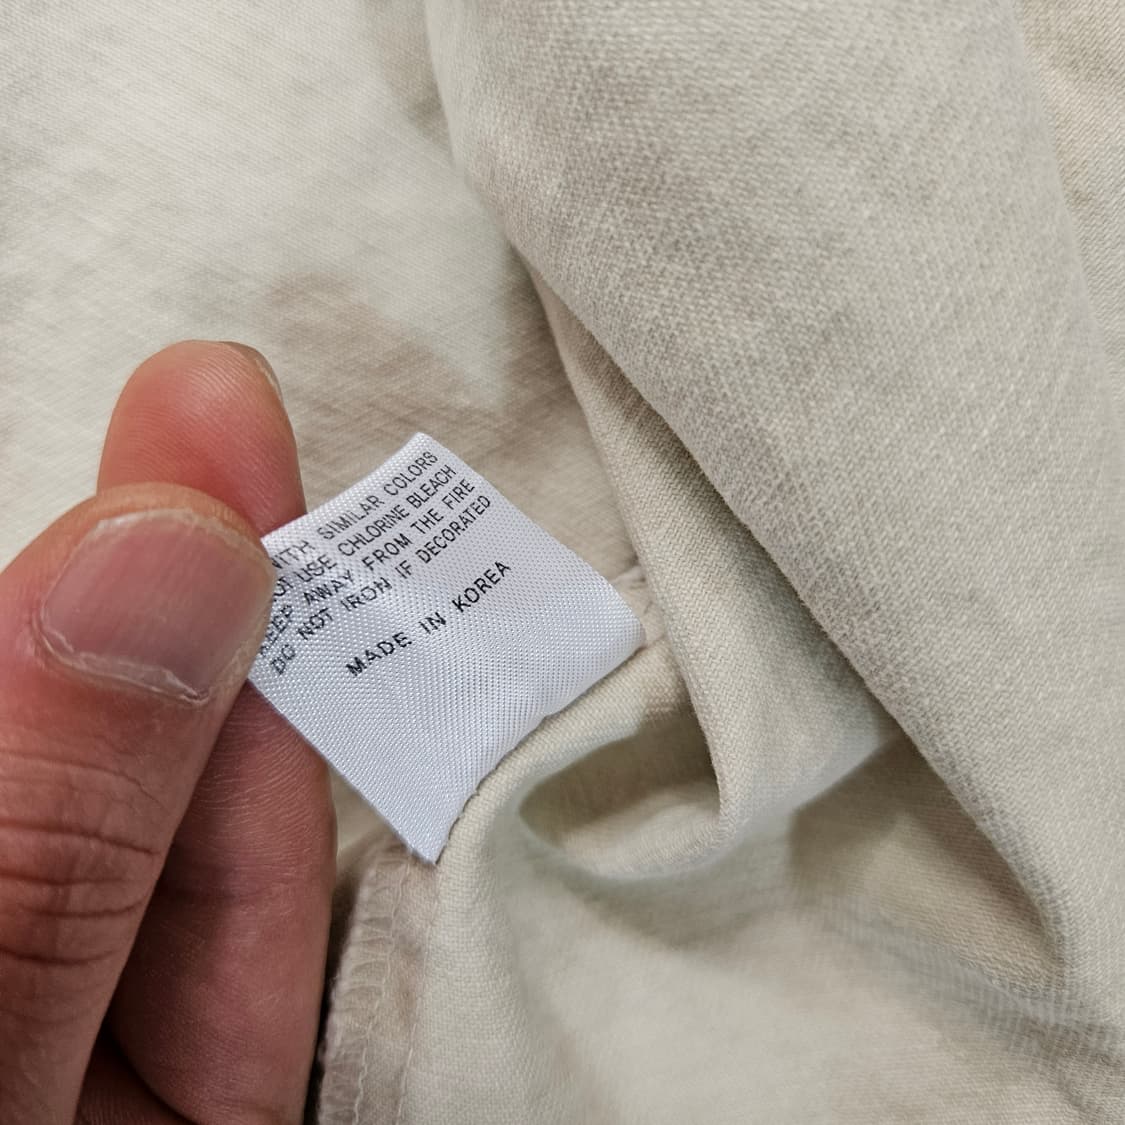 WITH SIMILAR COLORS
NOT USE CHLORINE BLEACH
KEEP AWAY FROM THE FIRE
DO NOT IRON IF DECORATED
MADE IN KOREA